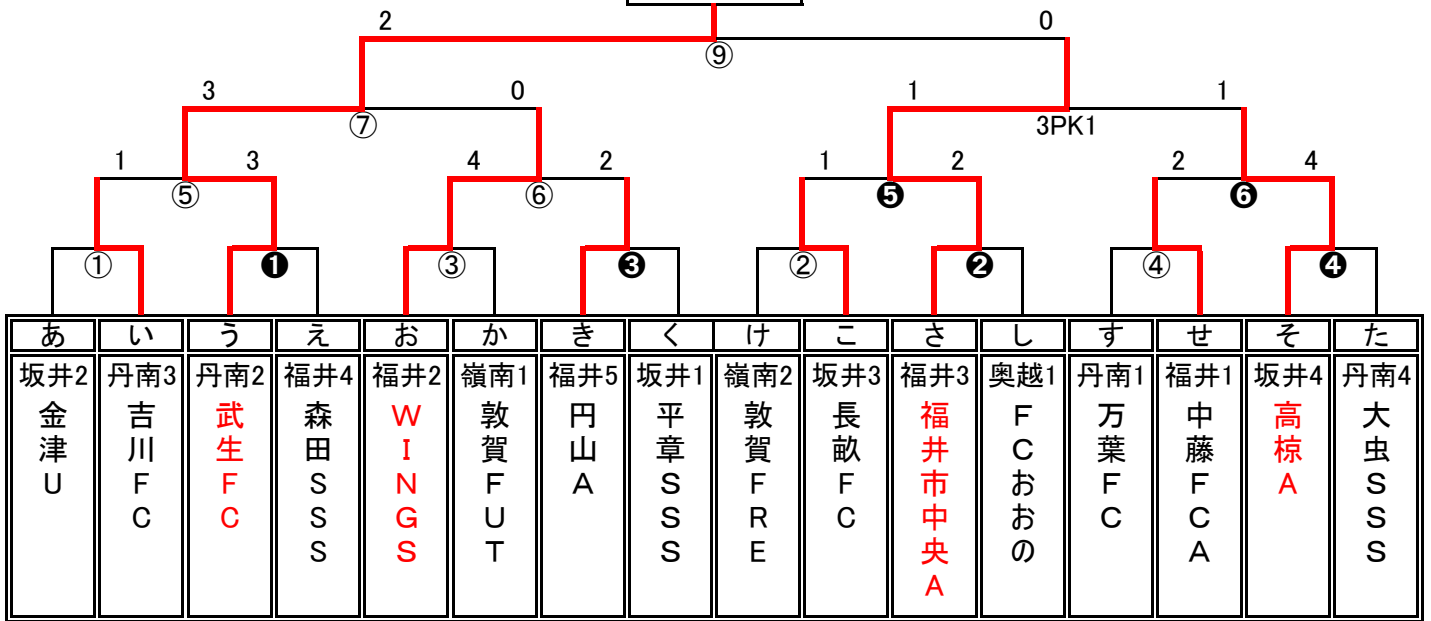 2 0
⑨
3 0 1 1
⑦ 3PK1
1 3 4 2 1 2 2 4
⑤ ⑥ ❺ ❻
① ❶ ③ ❸ ② ❷ ④ ❹
あ い う え お か き く け こ さ し す せ そ た
坂井2 丹南3 丹南2 福井4 福井2 嶺南1 福井5 坂井1 嶺南2 坂井3 福井3 奥越1 丹南1 福井1 坂井4 丹南4
金津U
吉川FC
武生FC
森田SSS
WINGS
敦賀FUT
円山A
平章SSS
敦賀FRE
長畝FC
福井市中央A
FCおおの
万葉FC
中藤FCA
高椋A
大虫SSS